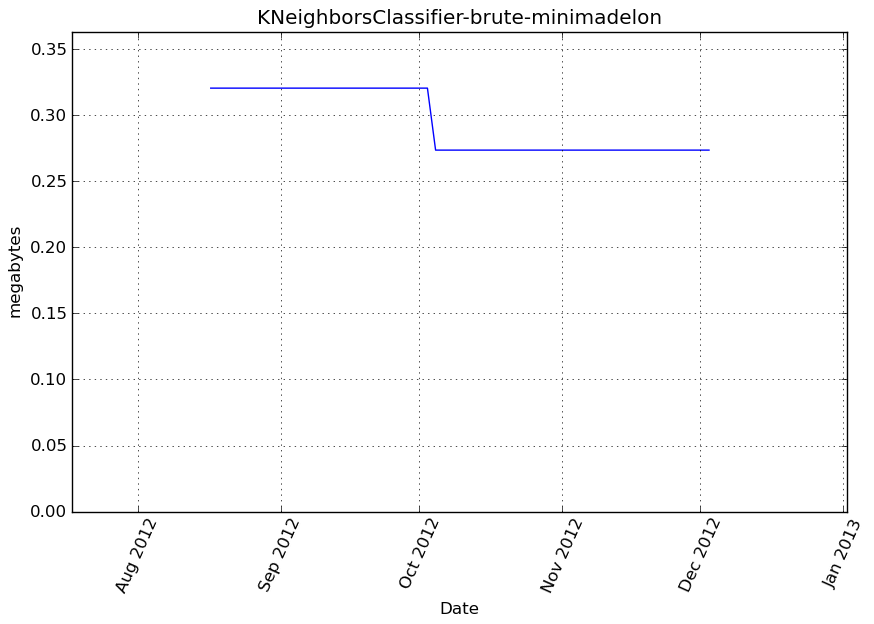 KNeighborsClassifier-brute-minimadelon
0.35
0.30
0.25
0.20
0.15
0.10
0.05
0.00
megabytes
Aug 2012
Sep 2012
Oct 2012
Nov 2012
Dec 2012
Jan 2013
Date